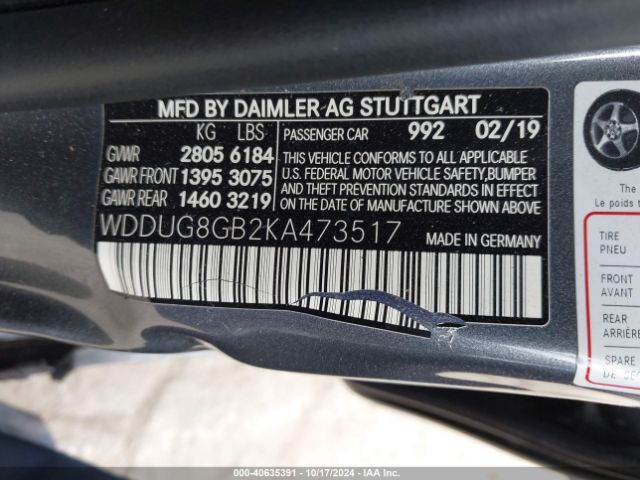 MFD BY DAIMLER AG STUTTGART
KG LBS
PASSENGER CAR 992 02/19
GVWR 2805 6184
GAWR FRONT 1395 3075
GAWR REAR 1460 3219
THIS VEHICLE CONFORMS TO ALL APPLICABLE
U.S. FEDERAL MOTOR VEHICLE SAFETY,BUMPER
AND THEFT PREVENTION STANDARDS IN EFFECT
ON THE DATE OF MANUFACTURE SHOWN ABOVE.
WDDUG8GB2KA473517
MADE IN GERMANY
The
Le poids
TIRE
PNEU
FRONT
AVANT
REAR
ARRIÈRE
SPARE
DE
000-40635391 - 10/17/2024 - IAA Inc.